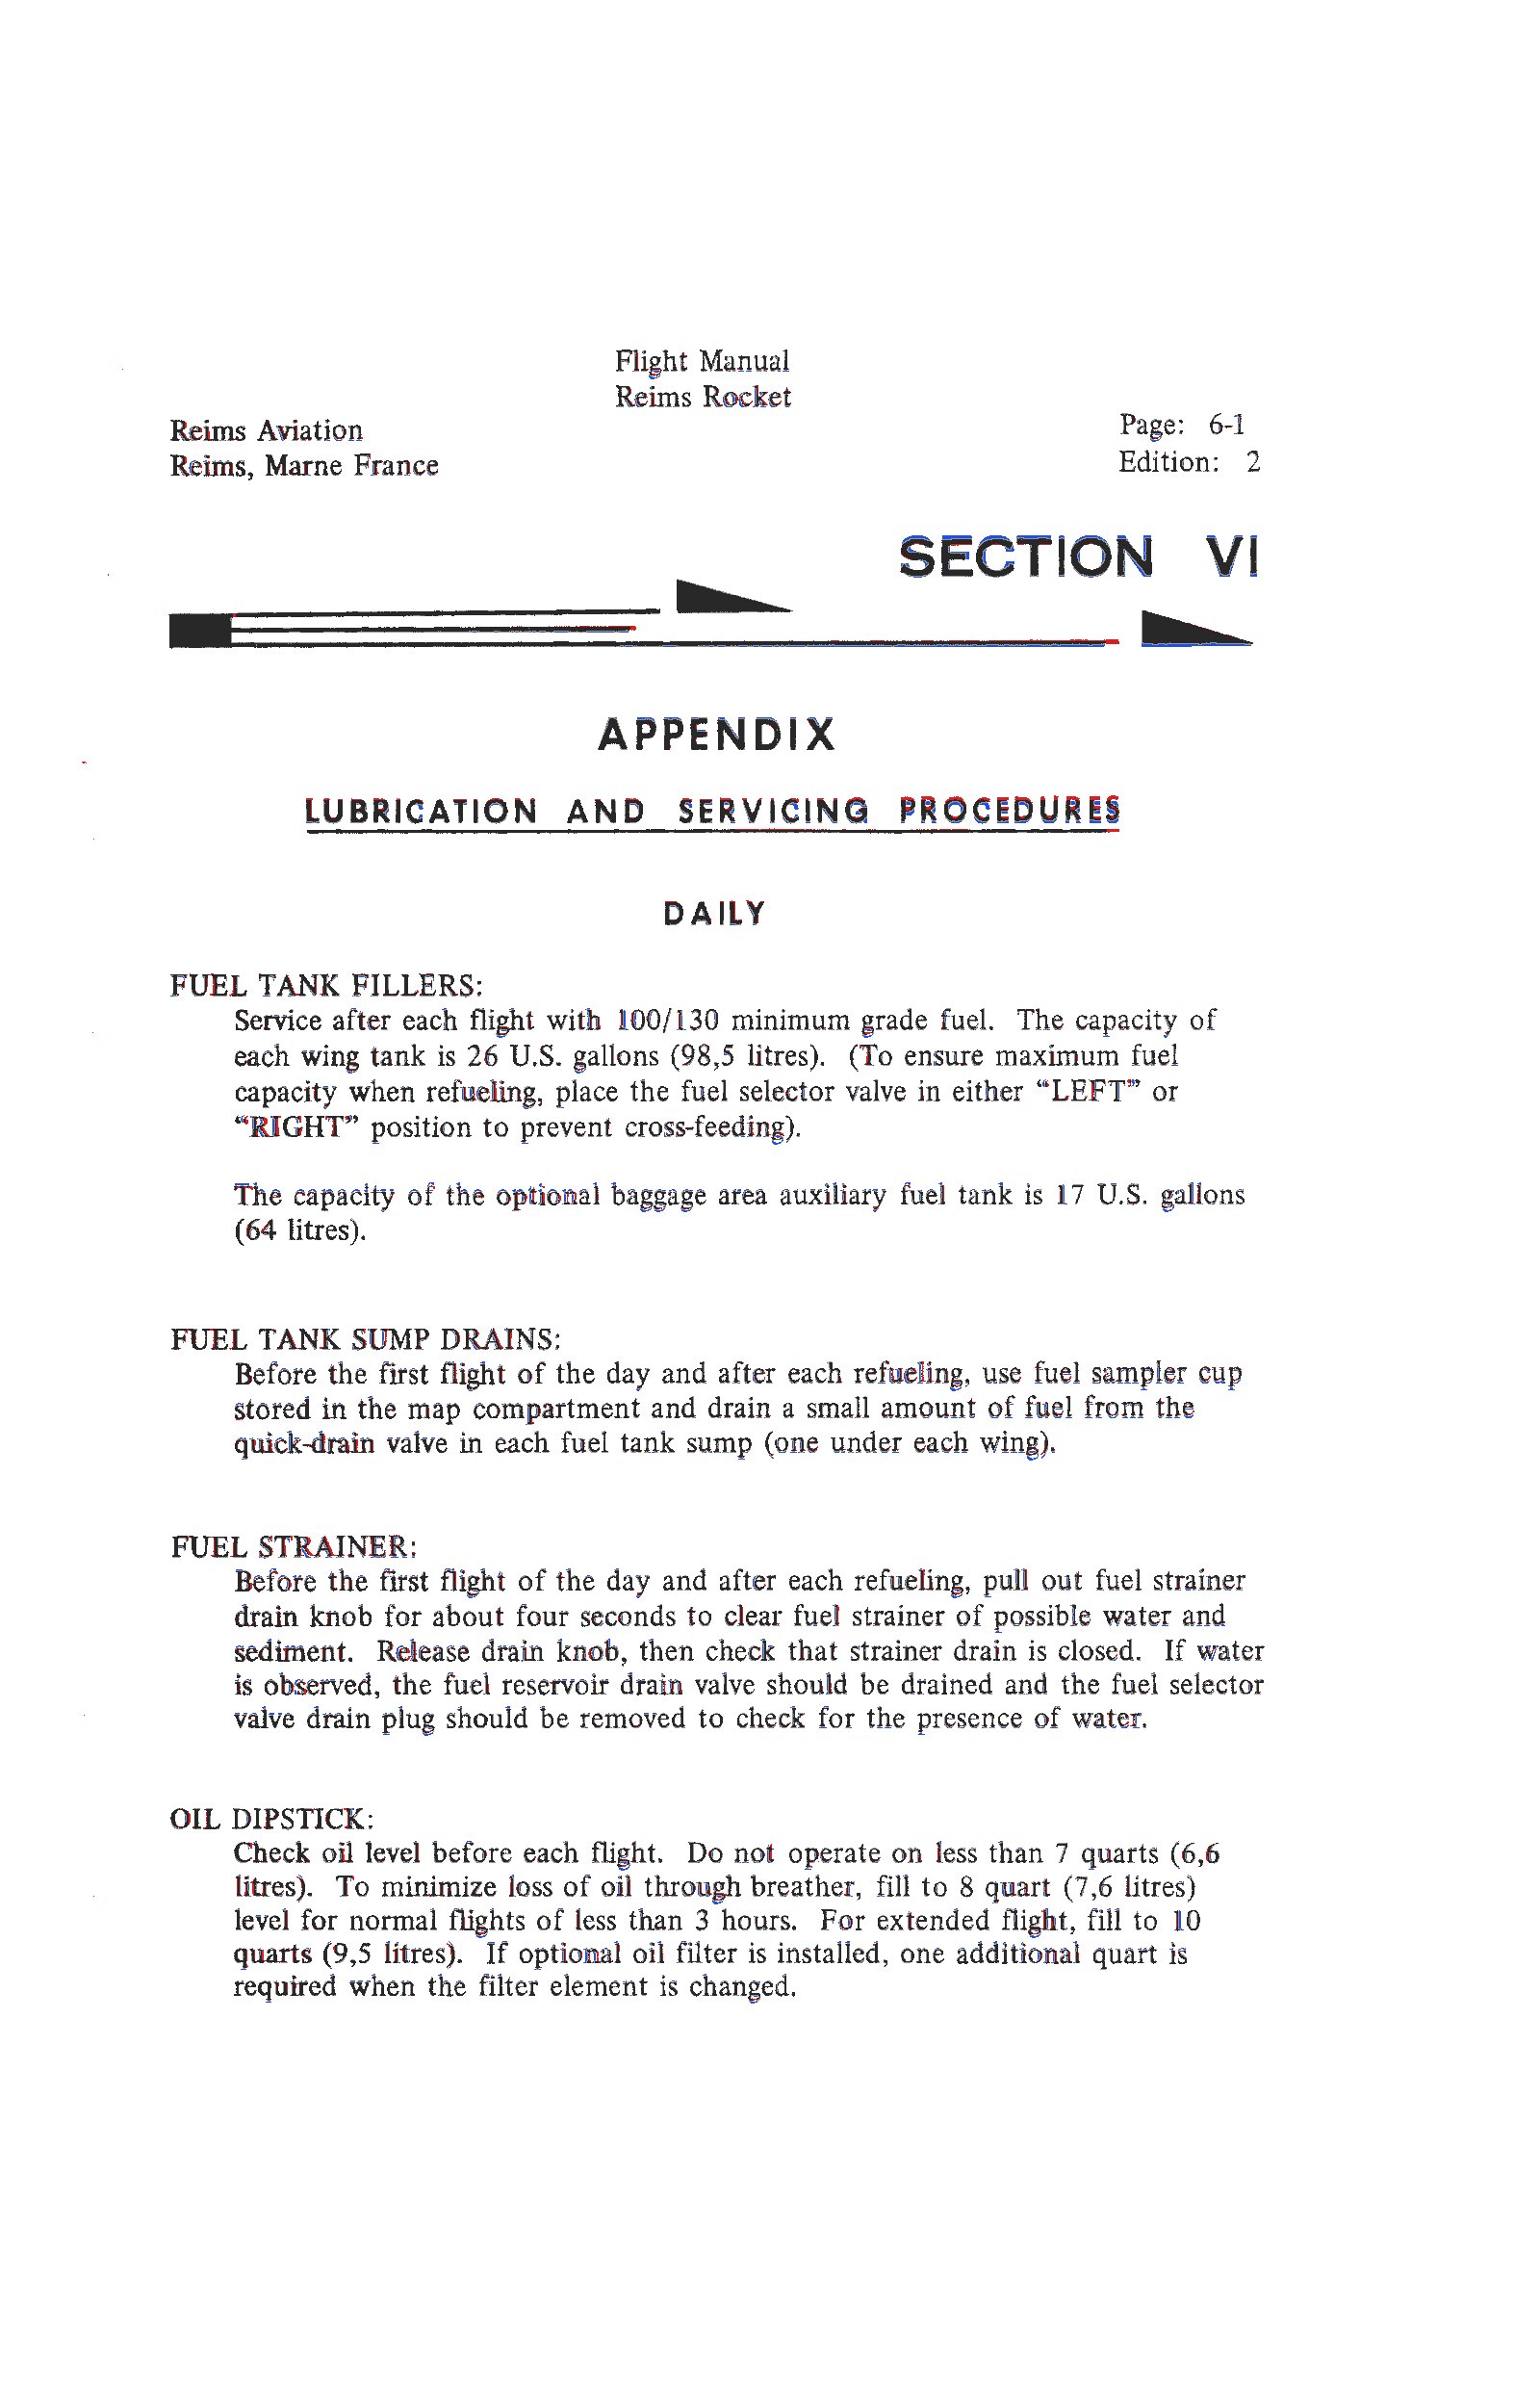 Flight Manual
Reims Rocket
Reims Aviation
Reims, Marne France
Page: 6-1
Edition: 2
SECTION VI
APPENDIX
LUBRICATION AND SERVICING PROCEDURES
DAILY
FUEL TANK FILLERS:
Service after each flight with 100/130 minimum grade fuel. The capacity of
each wing tank is 26 U.S. gallons (98,5 litres). (To ensure maximum fuel
capacity when refueling, place the fuel selector valve in either “LEFT” or
“RIGHT” position to prevent cross-feeding).
The capacity of the optional baggage area auxiliary fuel tank is 17 U.S. gallons
(64 litres).
FUEL TANK SUMP DRAINS:
Before the first flight of the day and after each refueling, use fuel sampler cup
stored in the map compartment and drain a small amount of fuel from the
quick-drain valve in each fuel tank sump (one under each wing).
FUEL STRAINER:
Before the first flight of the day and after each refueling, pull out fuel strainer
drain knob for about four seconds to clear fuel strainer of possible water and
sediment. Release drain knob, then check that strainer drain is closed. If water
is observed, the fuel reservoir drain valve should be drained and the fuel selector
valve drain plug should be removed to check for the presence of water.
OIL DIPSTICK:
Check oil level before each flight. Do not operate on less than 7 quarts (6,6
litres). To minimize loss of oil through breather, fill to 8 quart (7,6 litres)
level for normal flights of less than 3 hours. For extended flight, fill to 10
quarts (9,5 litres). If optional oil filter is installed, one additional quart is
required when the filter element is changed.